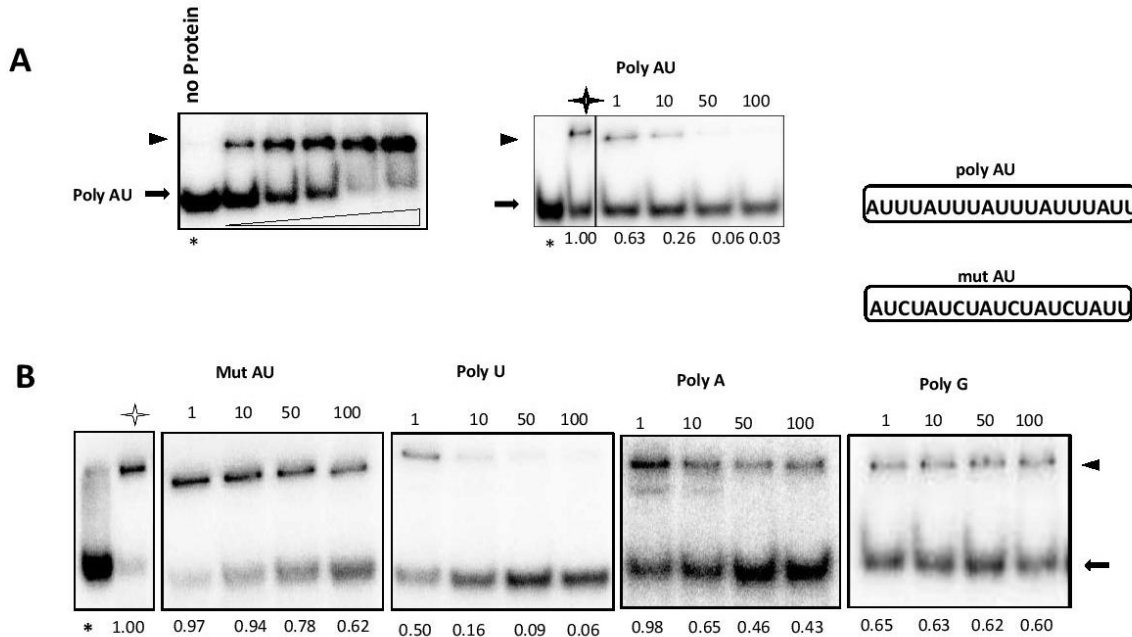 A
no Protein
Poly AU
*
Poly AU
1 10 50 100
* 1.00 0.63 0.26 0.06 0.03
poly AU
AUUUAUUUAUUUAUUUAUU
mut AU
AUCUAUCUAUCUAUCUAUU
B
Mut AU
1 10 50 100
Poly U
1 10 50 100
Poly A
1 10 50 100
Poly G
1 10 50 100
* 1.00 0.97 0.94 0.78 0.62 0.50 0.16 0.09 0.06 0.98 0.65 0.46 0.43 0.65 0.63 0.62 0.60